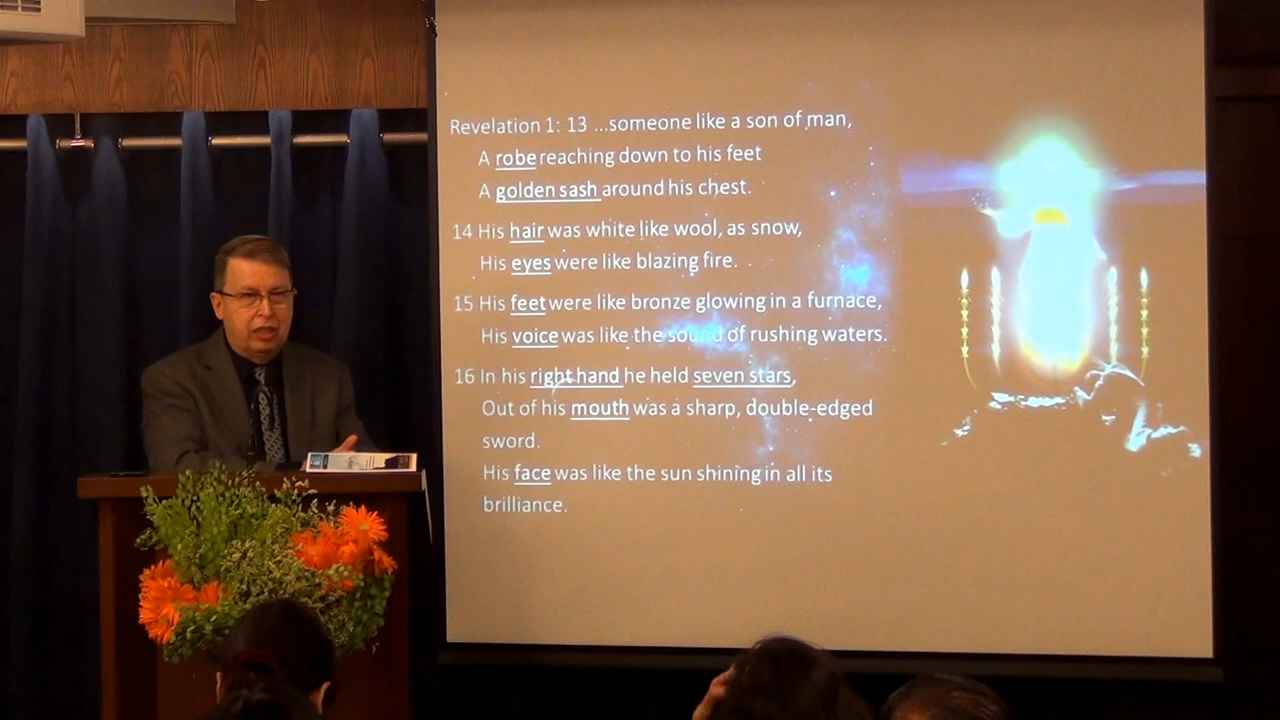 Revelation 1: 13 ...someone like a son of man,
A robe reaching down to his feet
A golden sash around his chest.
14 His hair was white like wool, as snow,
His eyes were like blazing fire.
15 His feet were like bronze glowing in a furnace,
His voice was like the sound of rushing waters.
16 In his right hand he held seven stars,
Out of his mouth was a sharp, double-edged
sword.
His face was like the sun shining in all its
brilliance.